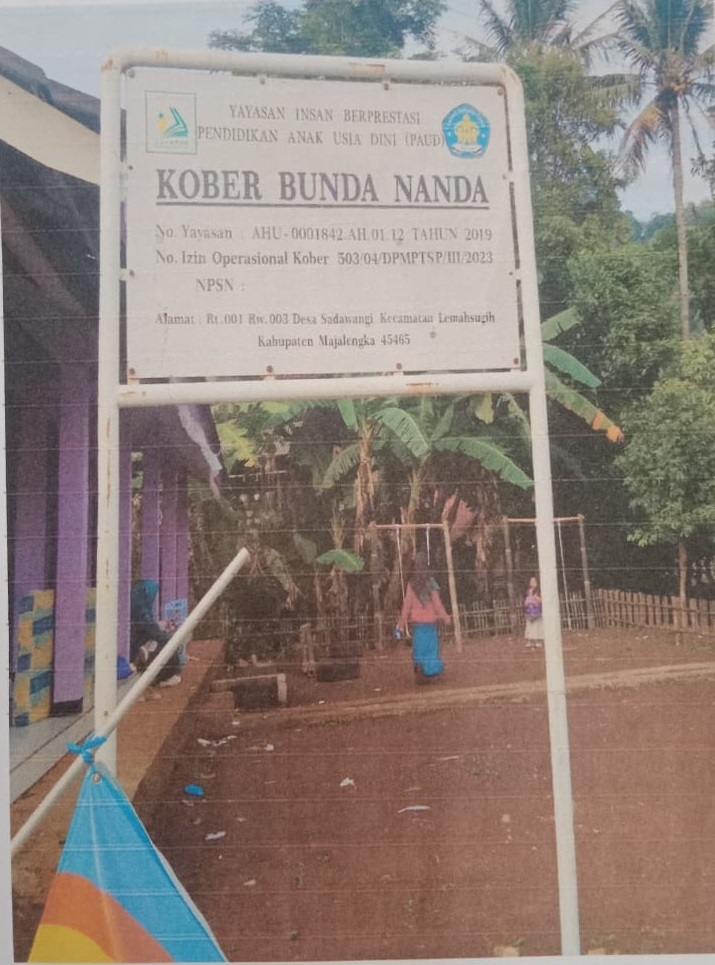 YAYASAN INSAN BERPRESTASI
PENDIDIKAN ANAK USIA DINI (PAUD)
KOBER BUNDA NANDA
No. Yayasan : AHU-0001842.AH.01.12 TAHUN 2019
No. Izin Operasional Kober 503/04/DPMPTSP/III/2023
NPSN :
Alamat : Rt.001 Rw.003 Desa Sadawangi Kecamatan Lemahsugih
Kabupaten Majalengka 45465